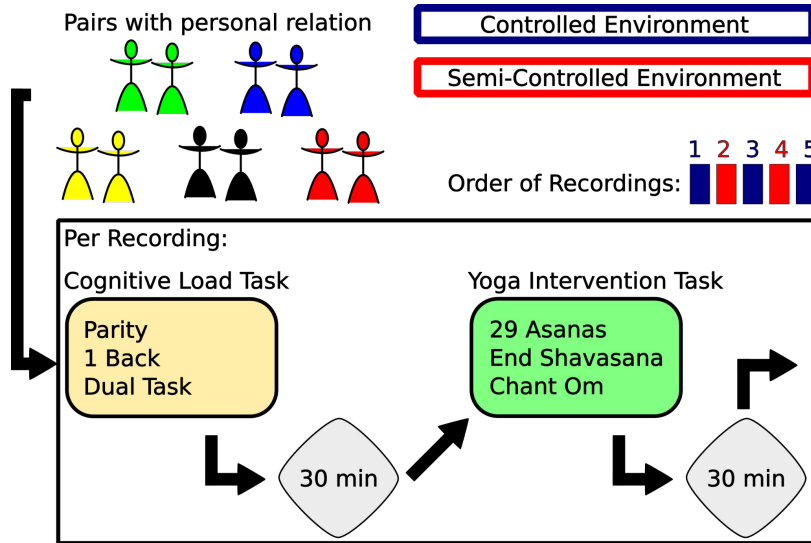 Pairs with personal relation
Controlled Environment
Semi-Controlled Environment
1 2 3 4 5
Order of Recordings:
Per Recording:
Cognitive Load Task
Parity
1 Back
Dual Task
30 min
Yoga Intervention Task
29 Asanas
End Shavasana
Chant Om
30 min